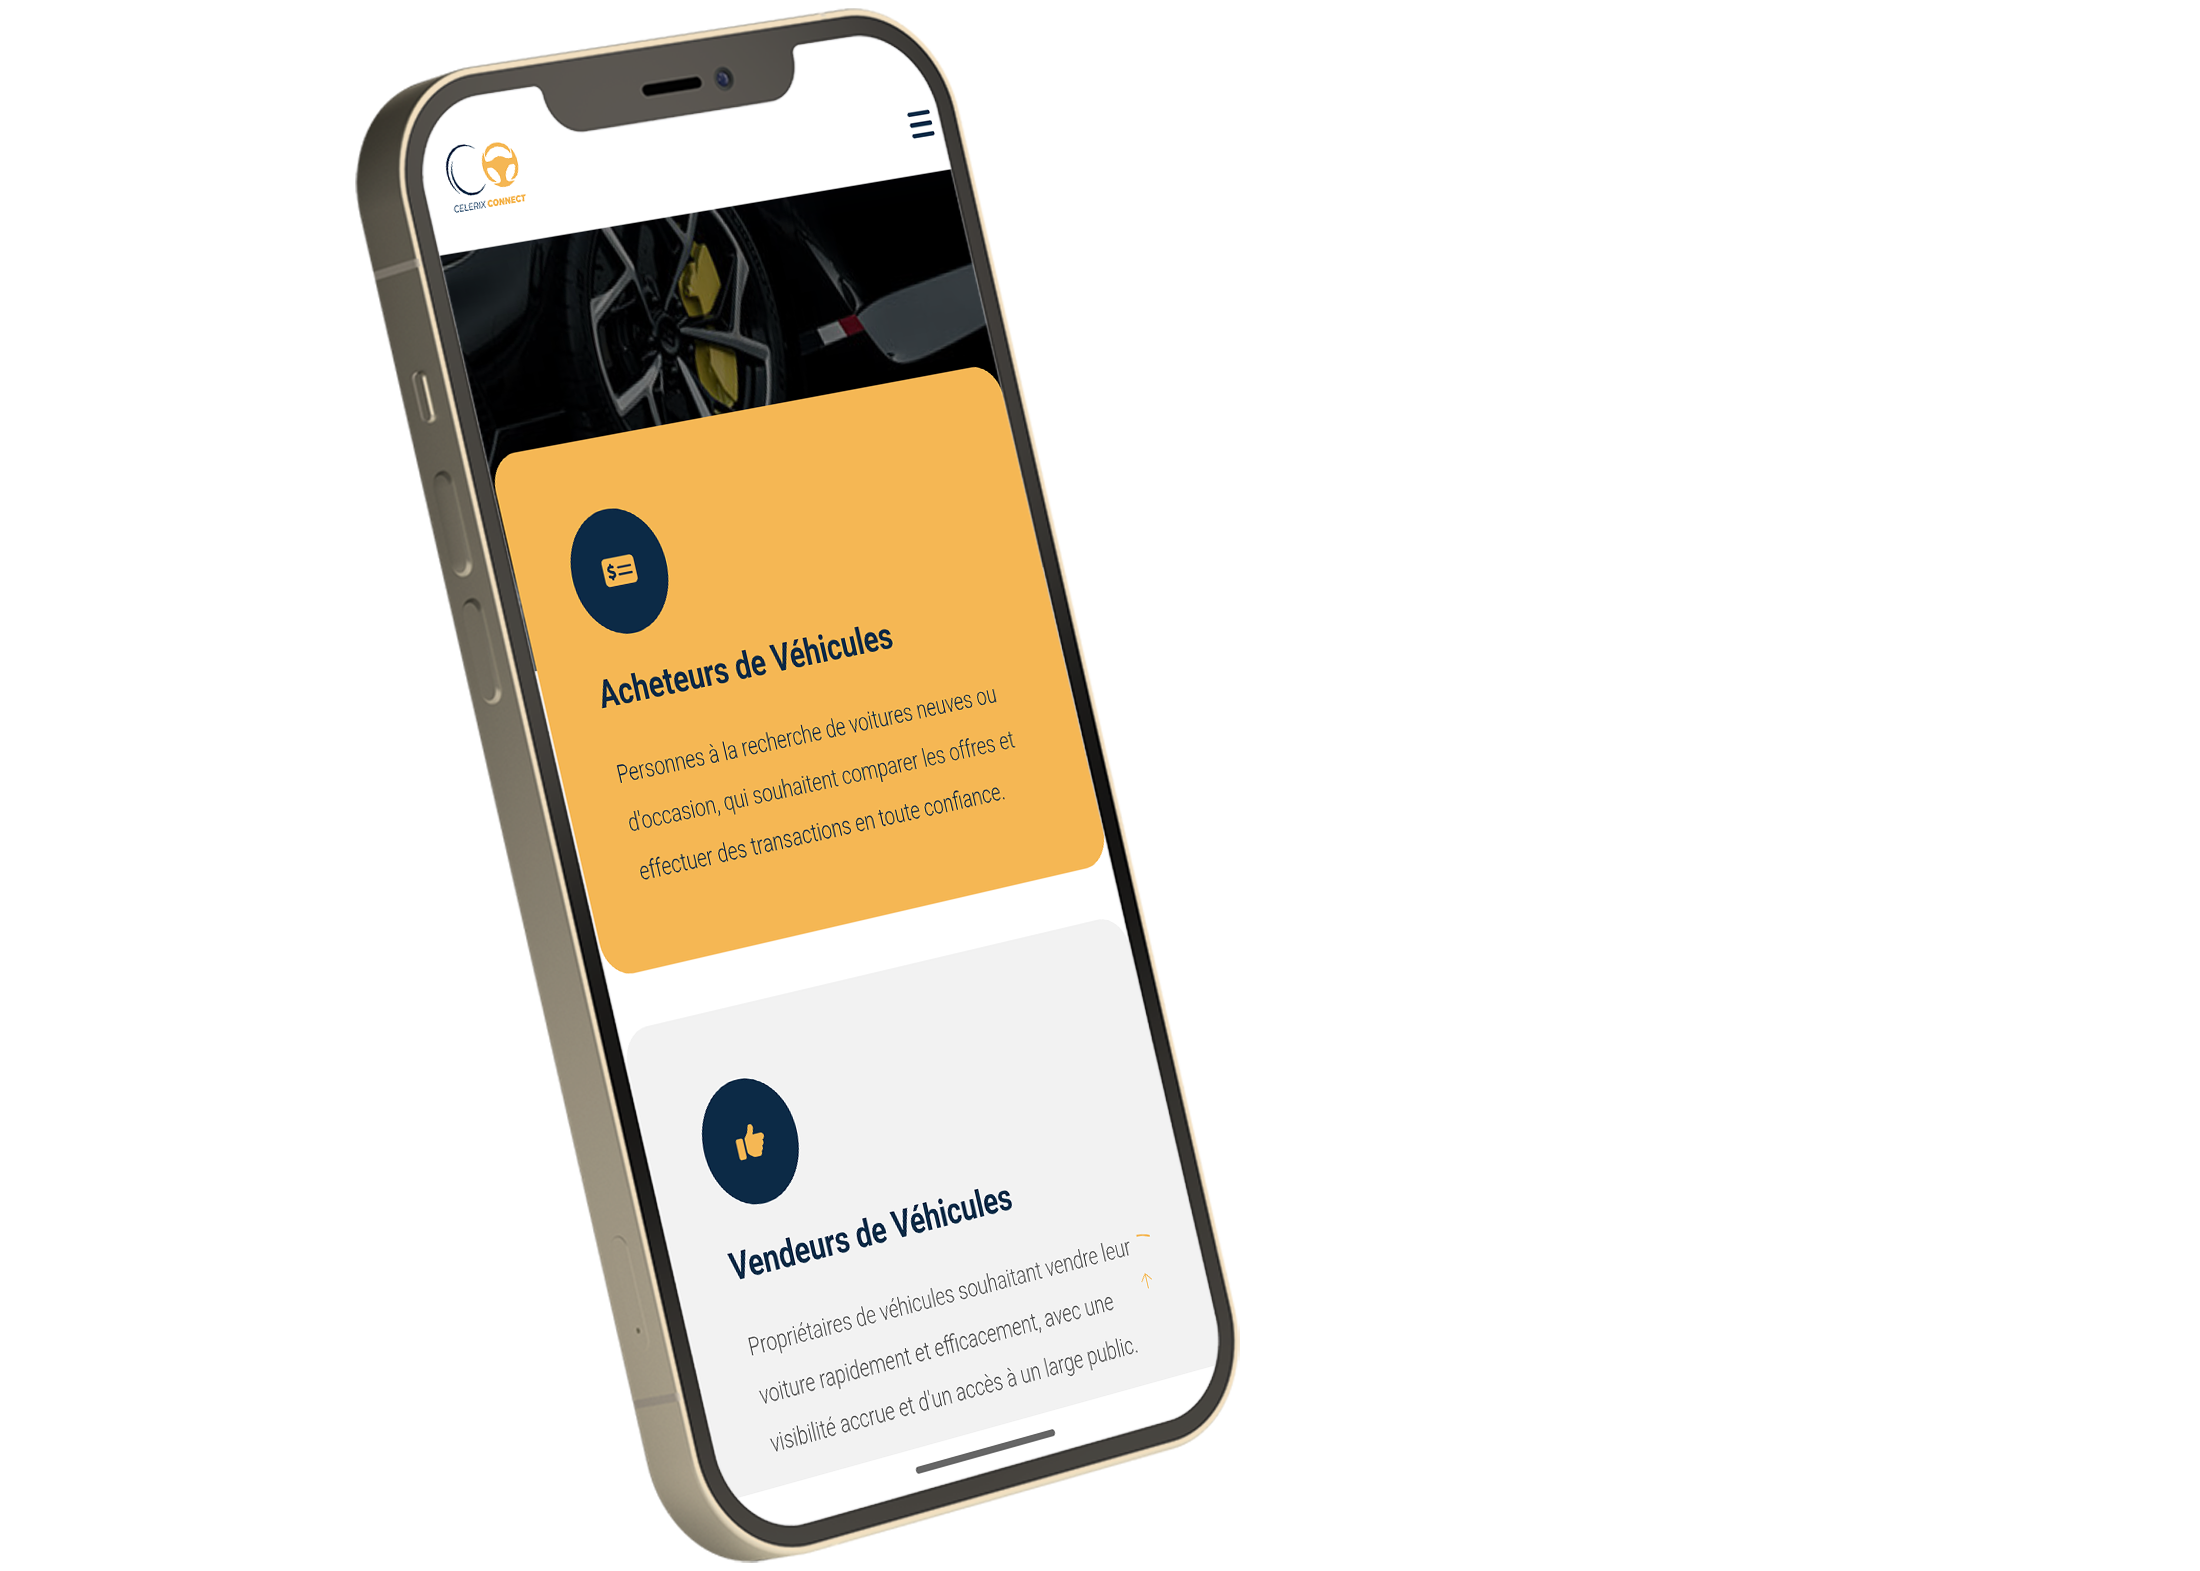 CELERIX CONNECT
Acheteurs de Véhicules
Personnes à la recherche de voitures neuves ou
d'occasion, qui souhaitent comparer les offres et
effectuer des transactions en toute confiance.
Vendeurs de Véhicules
Propriétaires de véhicules souhaitant vendre leur
voiture rapidement et efficacement, avec une
visibilité accrue et d'un accès à un large public.